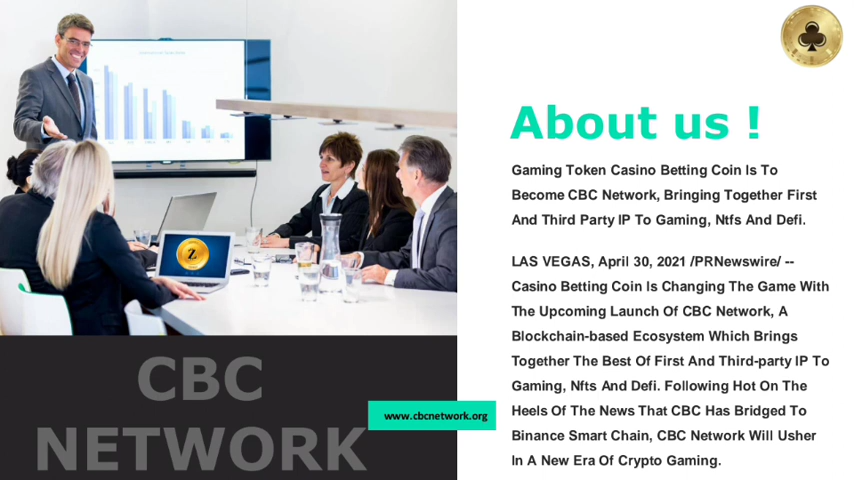 About us !
Gaming Token Casino Betting Coin Is To
Become CBC Network, Bringing Together First
And Third Party IP To Gaming, Ntfs And Defi.
LAS VEGAS, April 30, 2021 /PRNewswire/ --
Casino Betting Coin Is Changing The Game With
The Upcoming Launch Of CBC Network, A
Blockchain-based Ecosystem Which Brings
Together The Best Of First And Third-party IP To
Gaming, Nfts And Defi. Following Hot On The
Heels Of The News That CBC Has Bridged To
Binance Smart Chain, CBC Network Will Usher
In A New Era Of Crypto Gaming.
CBC
NETWORK
www.cbcnetwork.org
Z